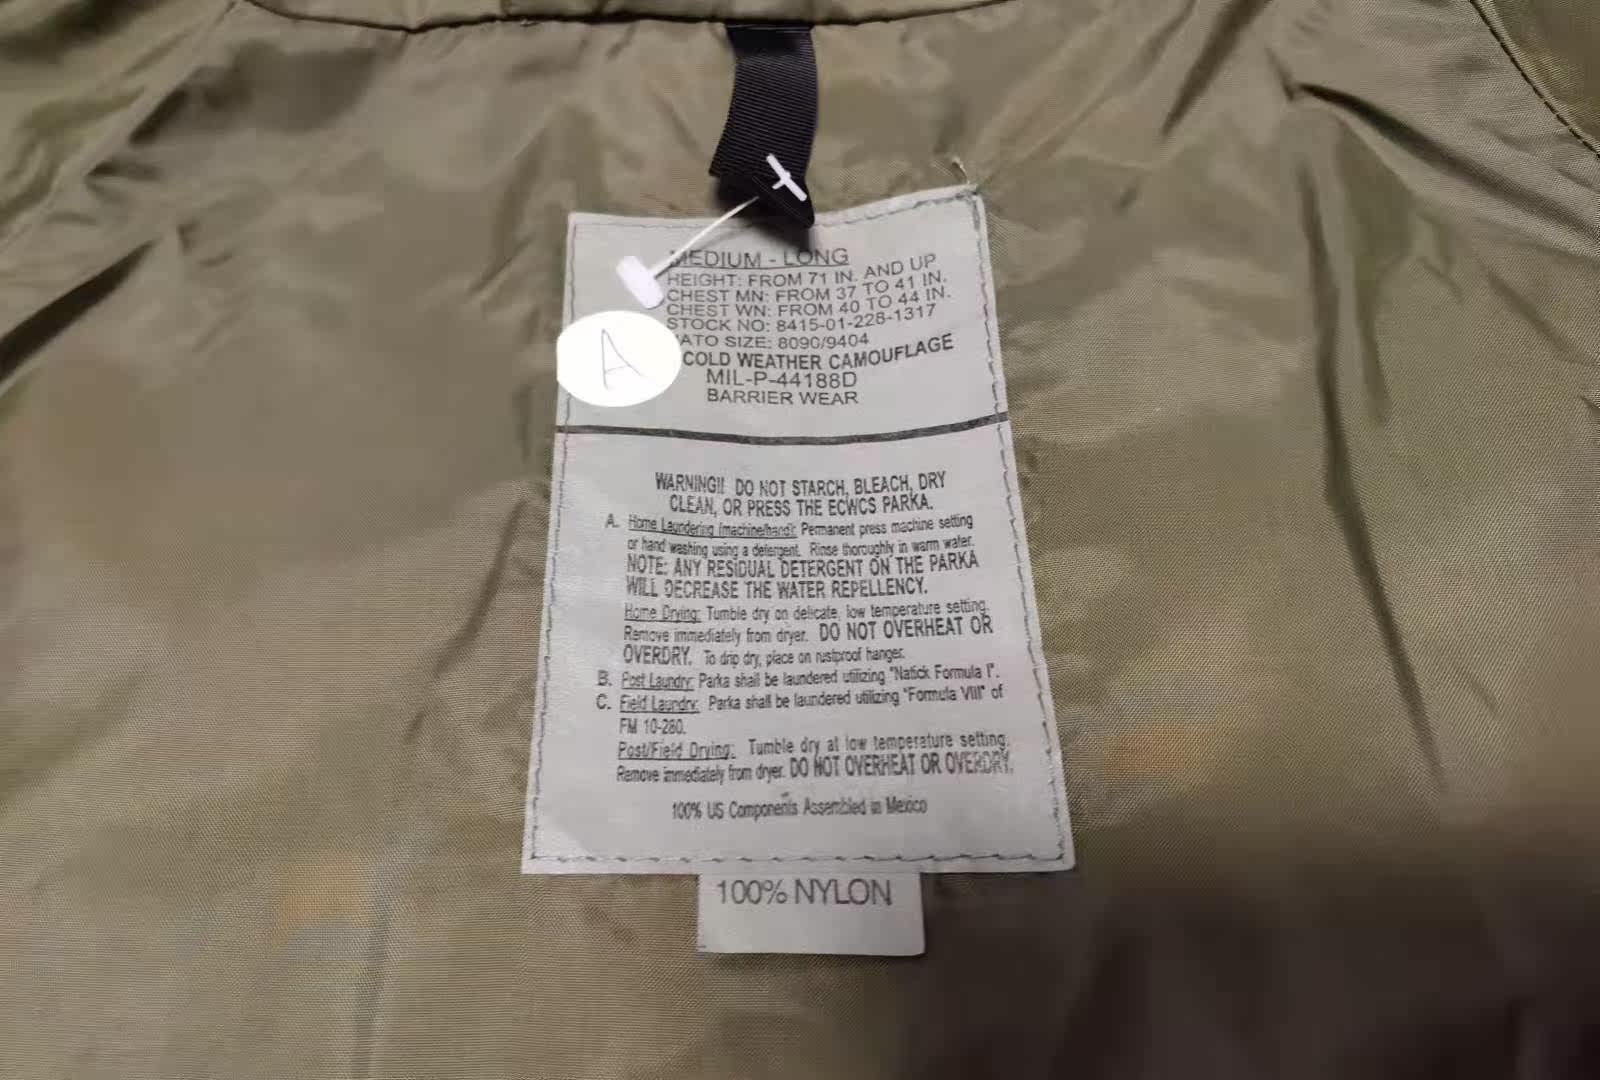 MEDIUM - LONG
HEIGHT: FROM 71 IN. AND UP
CHEST MN: FROM 37 TO 41 IN.
CHEST WN: FROM 40 TO 44 IN.
STOCK NO: 8415-01-228-1317
ATO SIZE: 8090/9404
COLD WEATHER CAMOUFLAGE
MIL-P-44188D
BARRIER WEAR
A
WARNING!! DO NOT STARCH, BLEACH, DRY
CLEAN, OR PRESS THE ECWCS PARKA.
A. Home Laundering (machine/hand): Permanent press machine setting
or hand washing using a detergent. Rinse thoroughly in warm water.
NOTE: ANY RESIDUAL DETERGENT ON THE PARKA
WILL DECREASE THE WATER REPELLENCY.
Home Drying: Tumble dry on delicate, low temperature setting.
Remove immediately from dryer. DO NOT OVERHEAT OR
OVERDRY. To drip dry, place on rustproof hanger.
B. Post Laundry: Parka shall be laundered utilizing "Natick Formula I".
C. Field Laundry: Parka shall be laundered utilizing "Formula VIII" of
FM 10-280.
Post/Field Drying: Tumble dry at low temperature setting.
Remove immediately from dryer. DO NOT OVERHEAT OR OVERDRY.
100% US Components Assembled in Mexico
100% NYLON